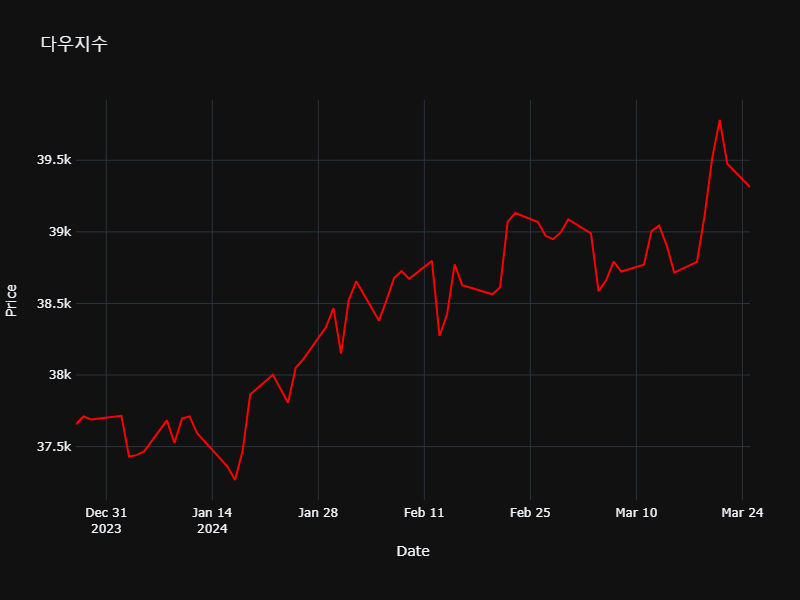 다우지수
39.5k
39k
38.5k
38k
37.5k
Price
Dec 31
2023
Jan 14
2024
Jan 28
Feb 11
Feb 25
Mar 10
Mar 24
Date